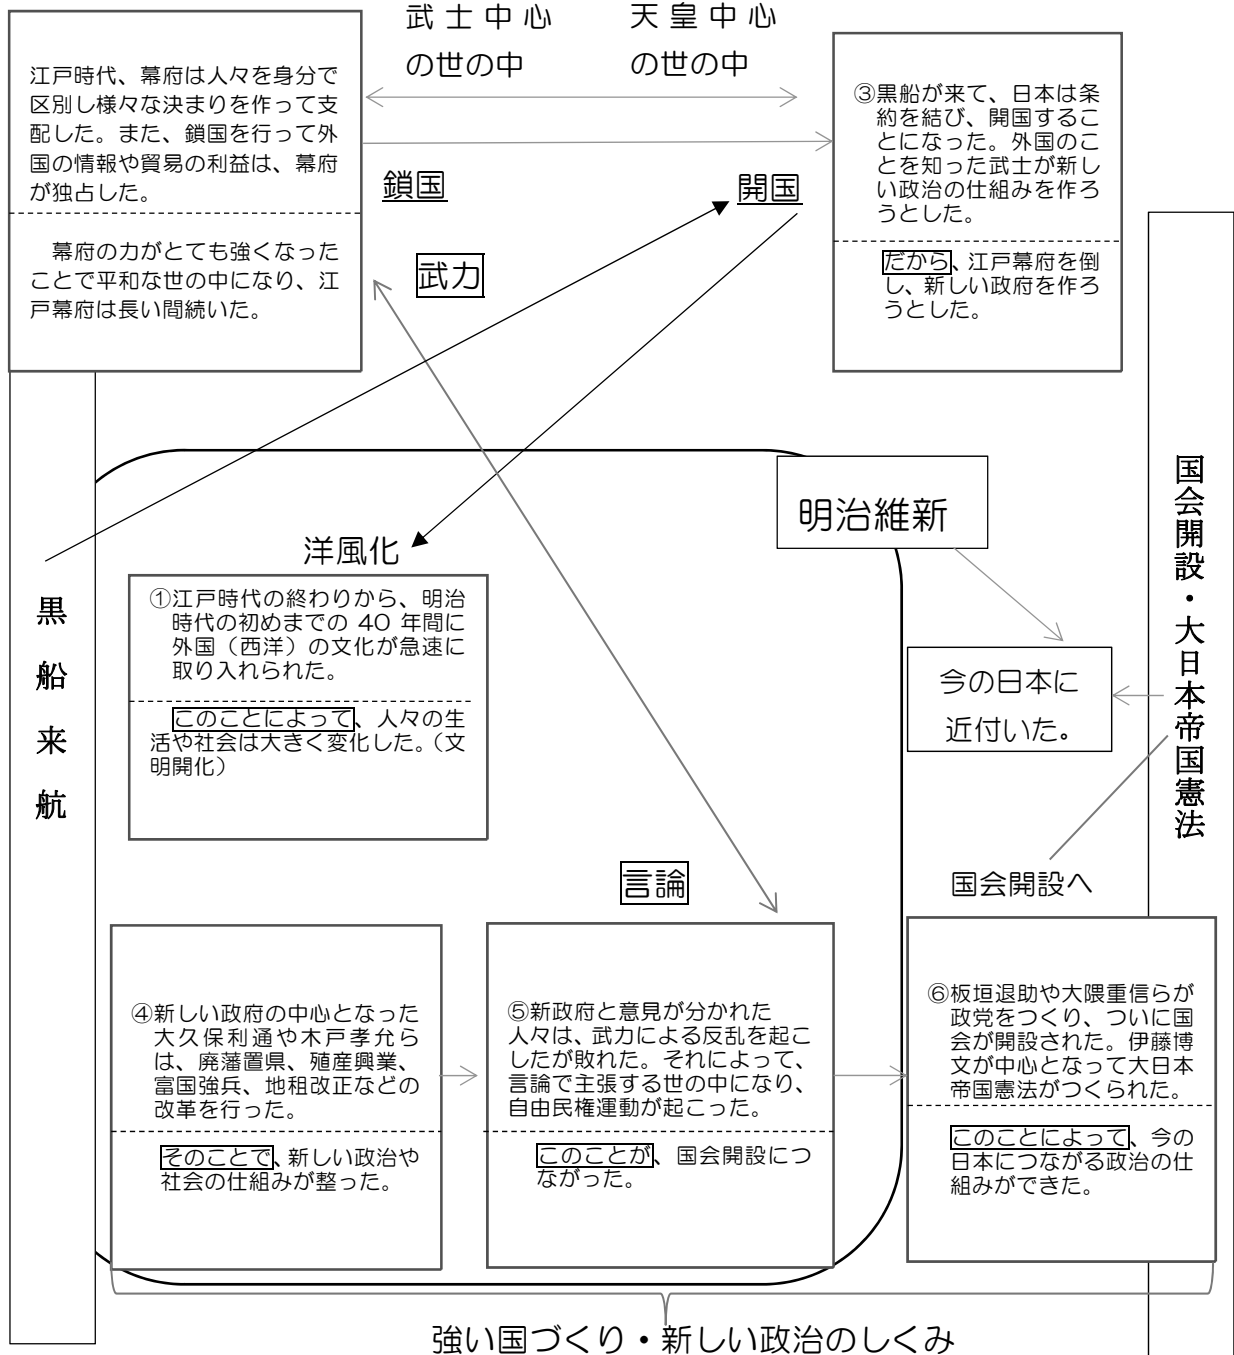 武士中心
の世の中
天皇中心
の世の中
江戸時代、幕府は人々を身分で
区別し様々な決まりを作って支
配した。また、鎖国を行って外
国の情報や貿易の利益は、幕府
が独占した。
幕府の力がとても強くなった
ことで平和な世の中になり、江
戸幕府は長い間続いた。
鎖国
開国
武力
③黒船が来て、日本は条
約を結び、開国するこ
とになった。外国のこ
とを知った武士が新し
い政治の仕組みを作ろ
うとした。
だから、江戸幕府を倒
し、新しい政府を作ろ
うとした。
黒船来航
国会開設・大日本帝国憲法
明治維新
洋風化
①江戸時代の終わりから、明治
時代の初めまでの 40 年間に
外国（西洋）の文化が急速に
取り入れられた。
このことによって、人々の生
活や社会は大きく変化した。（文
明開化）
今の日本に
近付いた。
言論
国会開設へ
④新しい政府の中心となった
大久保利通や木戸孝允ら
は、廃藩置県、殖産興業、
富国強兵、地租改正などの
改革を行った。
そのことで、新しい政治や
社会の仕組みが整った。
⑤新政府と意見が分かれた
人々は、武力による反乱を起こ
したが敗れた。それによって、
言論で主張する世の中になり、
自由民権運動が起こった。
このことが、国会開設につ
ながった。
⑥板垣退助や大隈重信らが
政党をつくり、ついに国
会が開設された。伊藤博
文が中心となって大日本
帝国憲法がつくられた。
このことによって、今の
日本につながる政治の仕
組みができた。
強い国づくり・新しい政治のしくみ